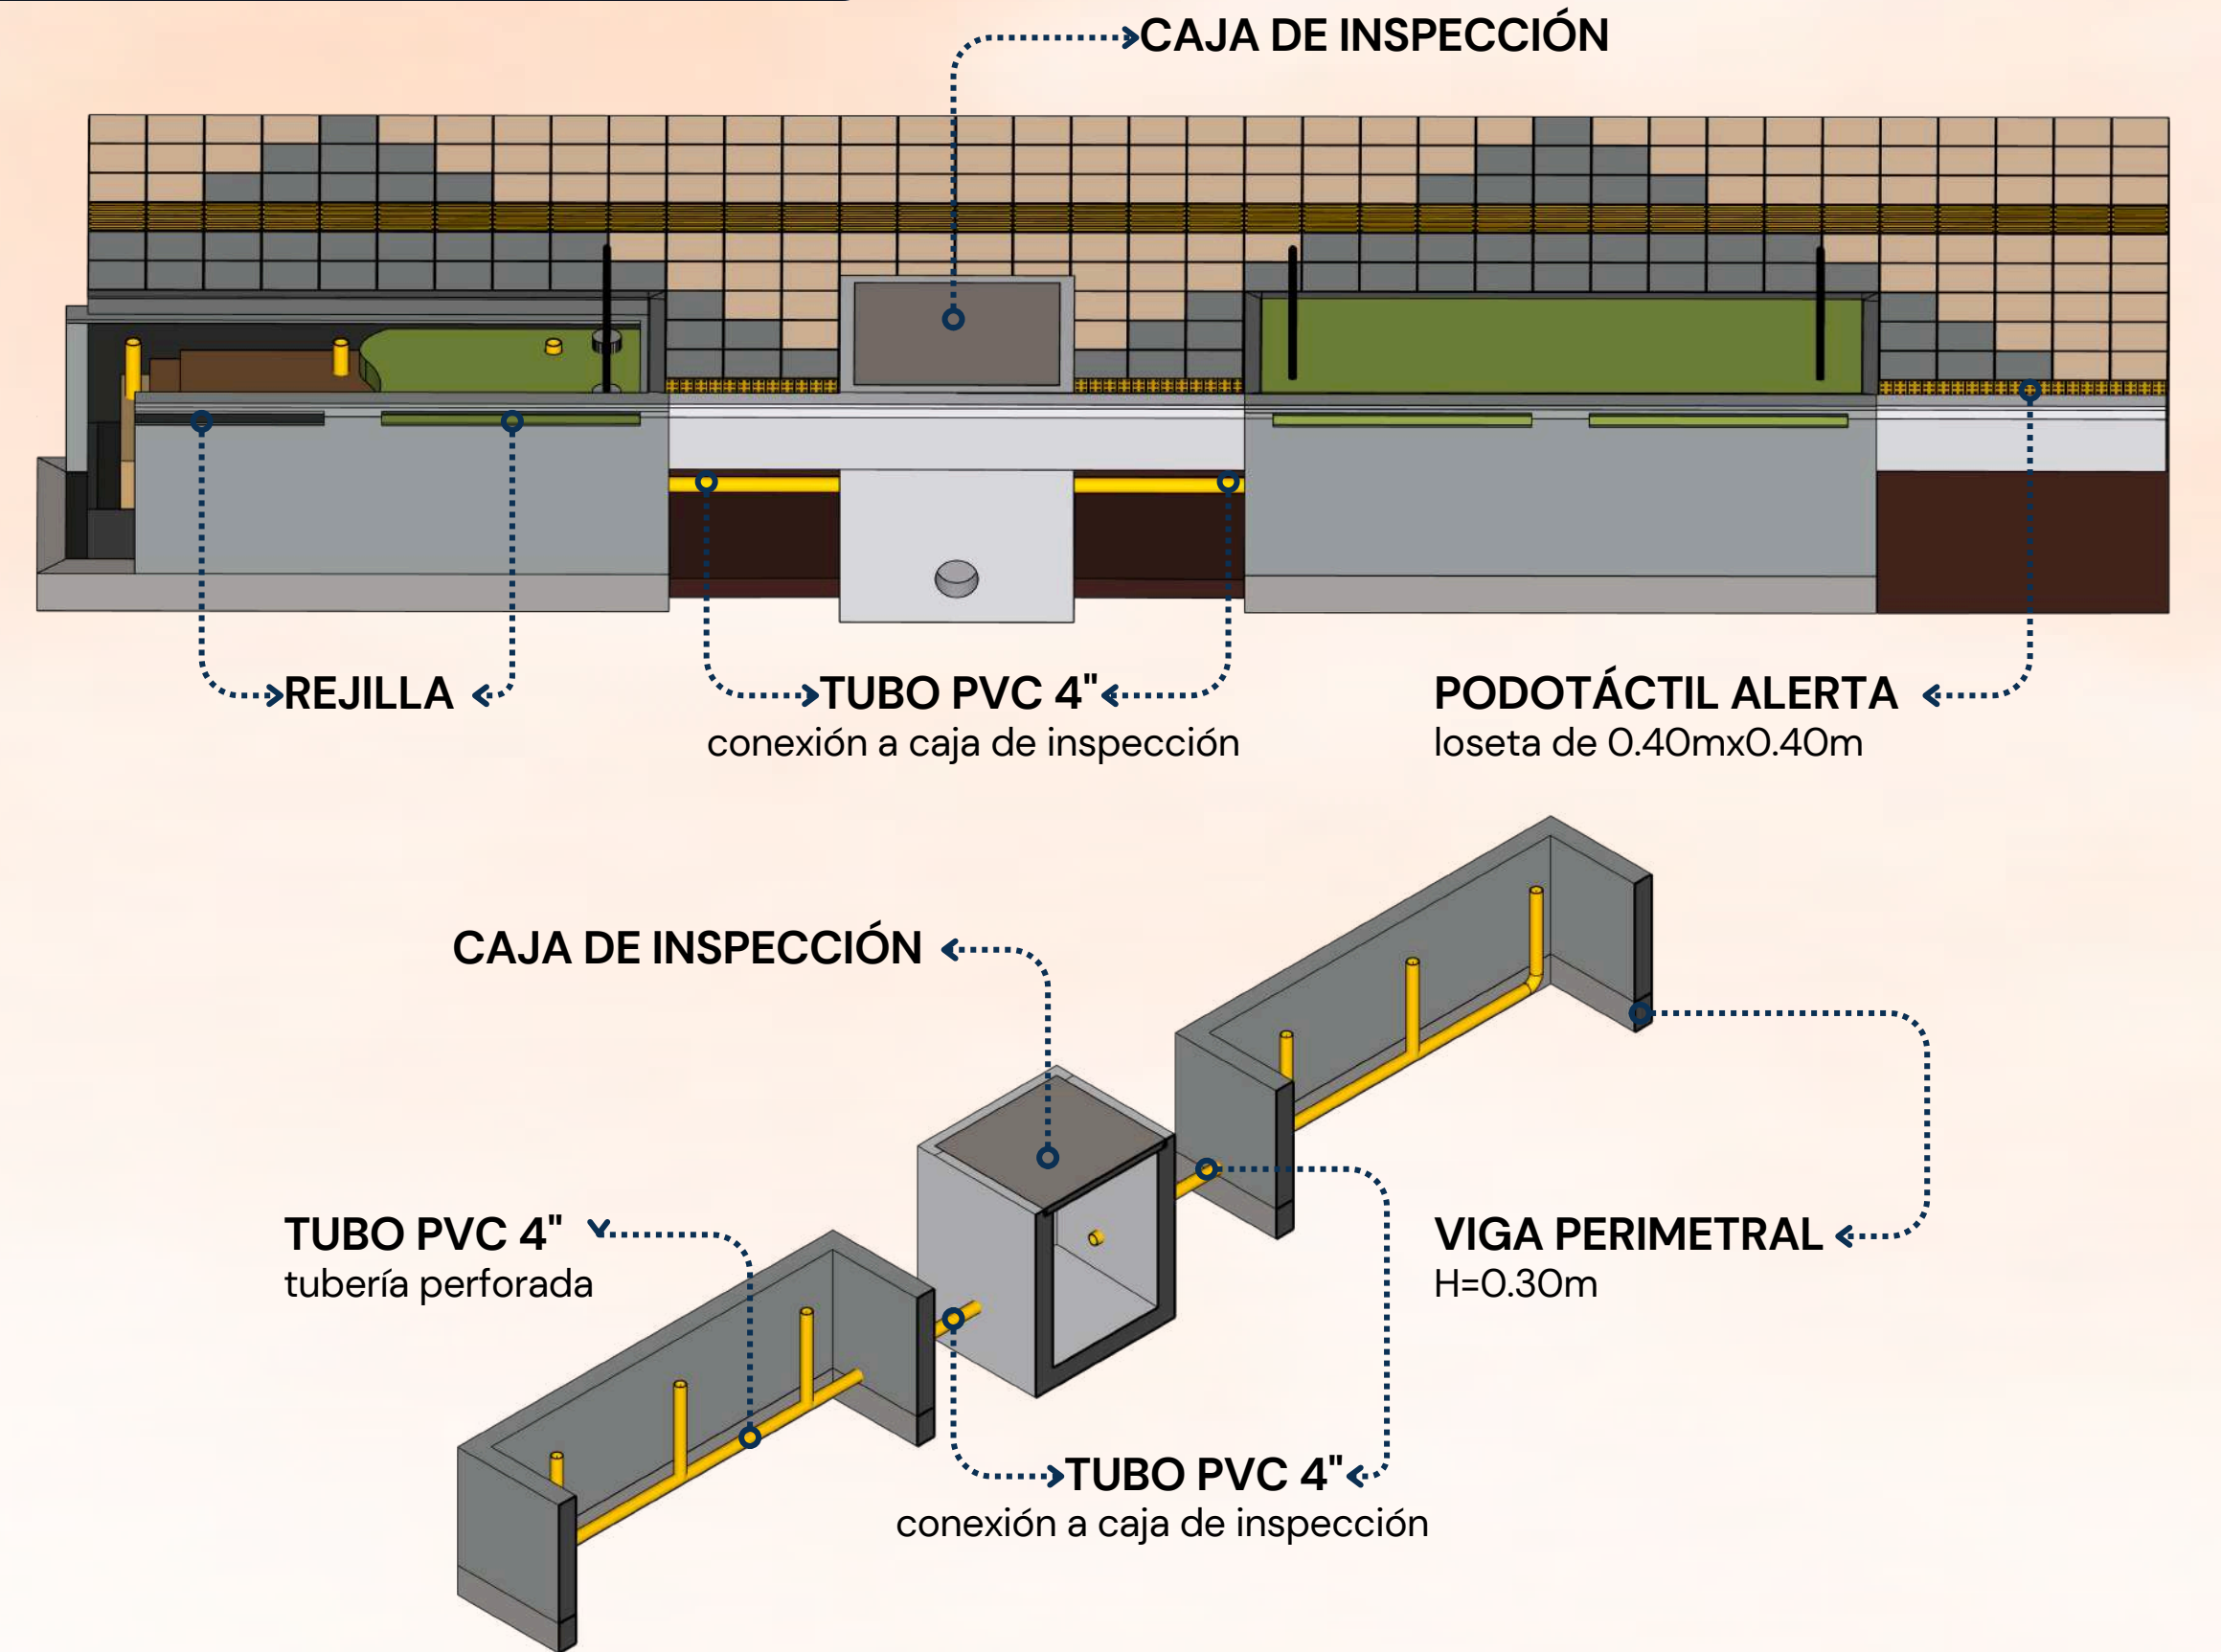 CAJA DE INSPECCIÓN
REJILLA
TUBO PVC 4"
conexión a caja de inspección
PODOTÁCTIL ALERTA
loseta de 0.40mx0.40m
CAJA DE INSPECCIÓN
TUBO PVC 4"
tubería perforada
VIGA PERIMETRAL
H=0.30m
TUBO PVC 4"
conexión a caja de inspección